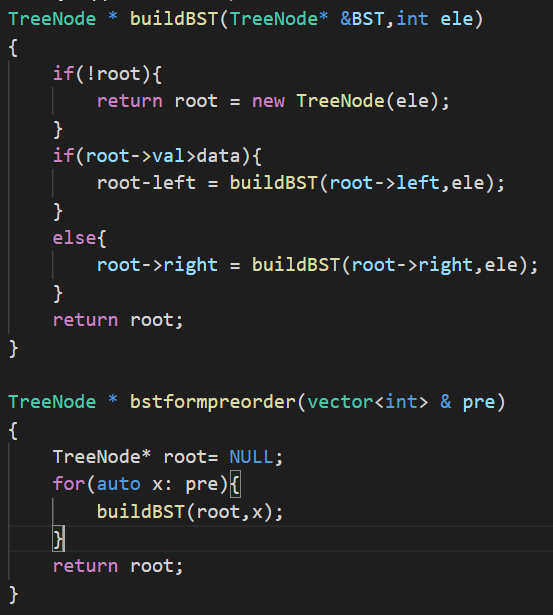 TreeNode * buildBST(TreeNode* &BST,int ele)
{
    if(!root){
        return root = new TreeNode(ele);
    }
    if(root->val>data){
        root-left = buildBST(root->left,ele);
    }
    else{
        root->right = buildBST(root->right,ele);
    }
    return root;
}

TreeNode * bstformpreorder(vector<int> & pre)
{
    TreeNode* root= NULL;
    for(auto x: pre){
        buildBST(root,x);
    }
    return root;
}